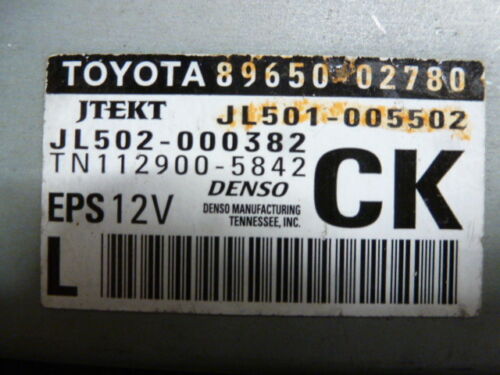 TOYOTA 89650-02780
JTEKT JL501-005502
JL502-000382
TN112900-5842
DENSO
CK
EPS 12V
DENSO MANUFACTURING
TENNESSEE, INC.
L